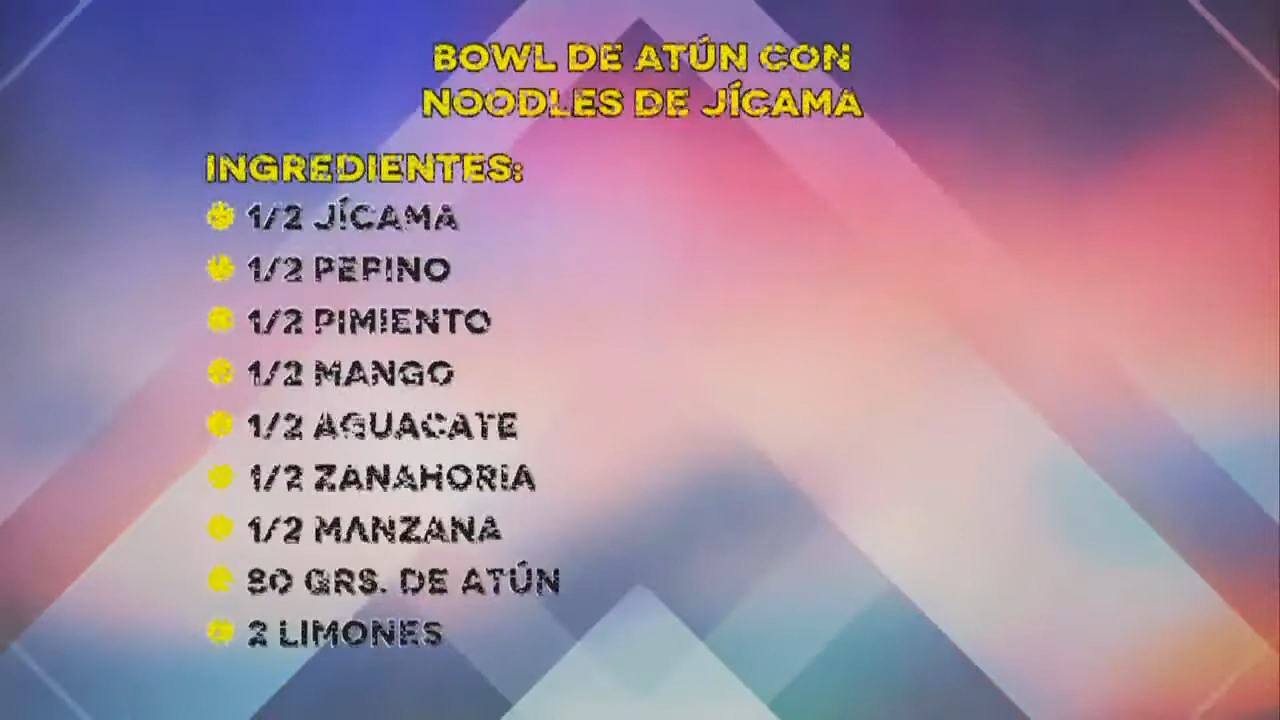 BOWL DE ATÚN CON
NOODLES DE JÍCAMA
INGREDIENTES:
1/2 JÍCAMA
1/2 PEPINO
1/2 PIMIENTO
1/2 MANGO
1/2 AGUACATE
1/2 ZANAHORIA
1/2 MANZANA
80 GRS. DE ATÚN
2 LIMONES